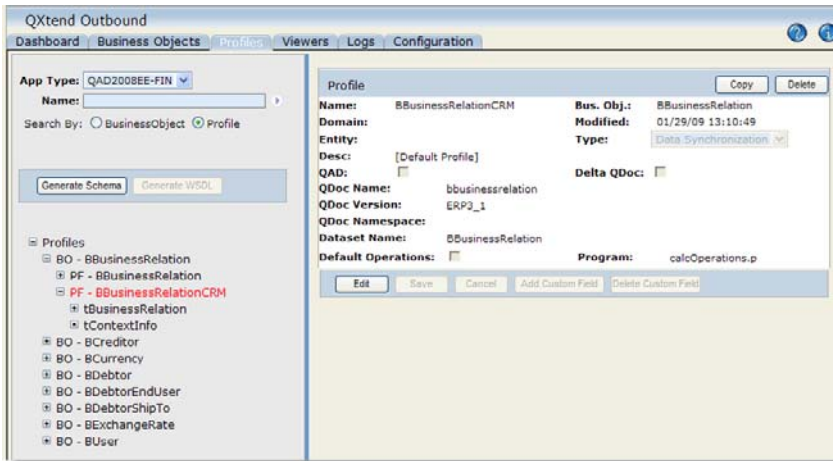 QXtend Outbound
Dashboard Business Objects Profiles Viewers Logs Configuration
App Type: QAD2008EE-FIN
Name:
Search By: BusinessObject Profile
Generate Schema Generate WSDL
Profiles
BO - BBusinessRelation
PF - BBusinessRelation
PF - BBusinessRelationCRM
tBusinessRelation
tContextInfo
BO - BCreditor
BO - BCurrency
BO - BDebtor
BO - BDebtorEndUser
BO - BDebtorShipTo
BO - BExchangeRate
BO - BUser
Profile Copy Delete
Name: BBusinessRelationCRM Bus. Obj.: BBusinessRelation
Domain: Modified: 01/29/09 13:10:49
Entity: Type: Data Synchronization
Desc: [Default Profile]
QAD: Delta QDoc:
QDoc Name: bbusinessrelation
QDoc Version: ERP3_1
QDoc Namespace:
Dataset Name: BBusinessRelation
Default Operations: Program: calcOperations.p
Edit Save Cancel Add Custom Field Delete Custom Field